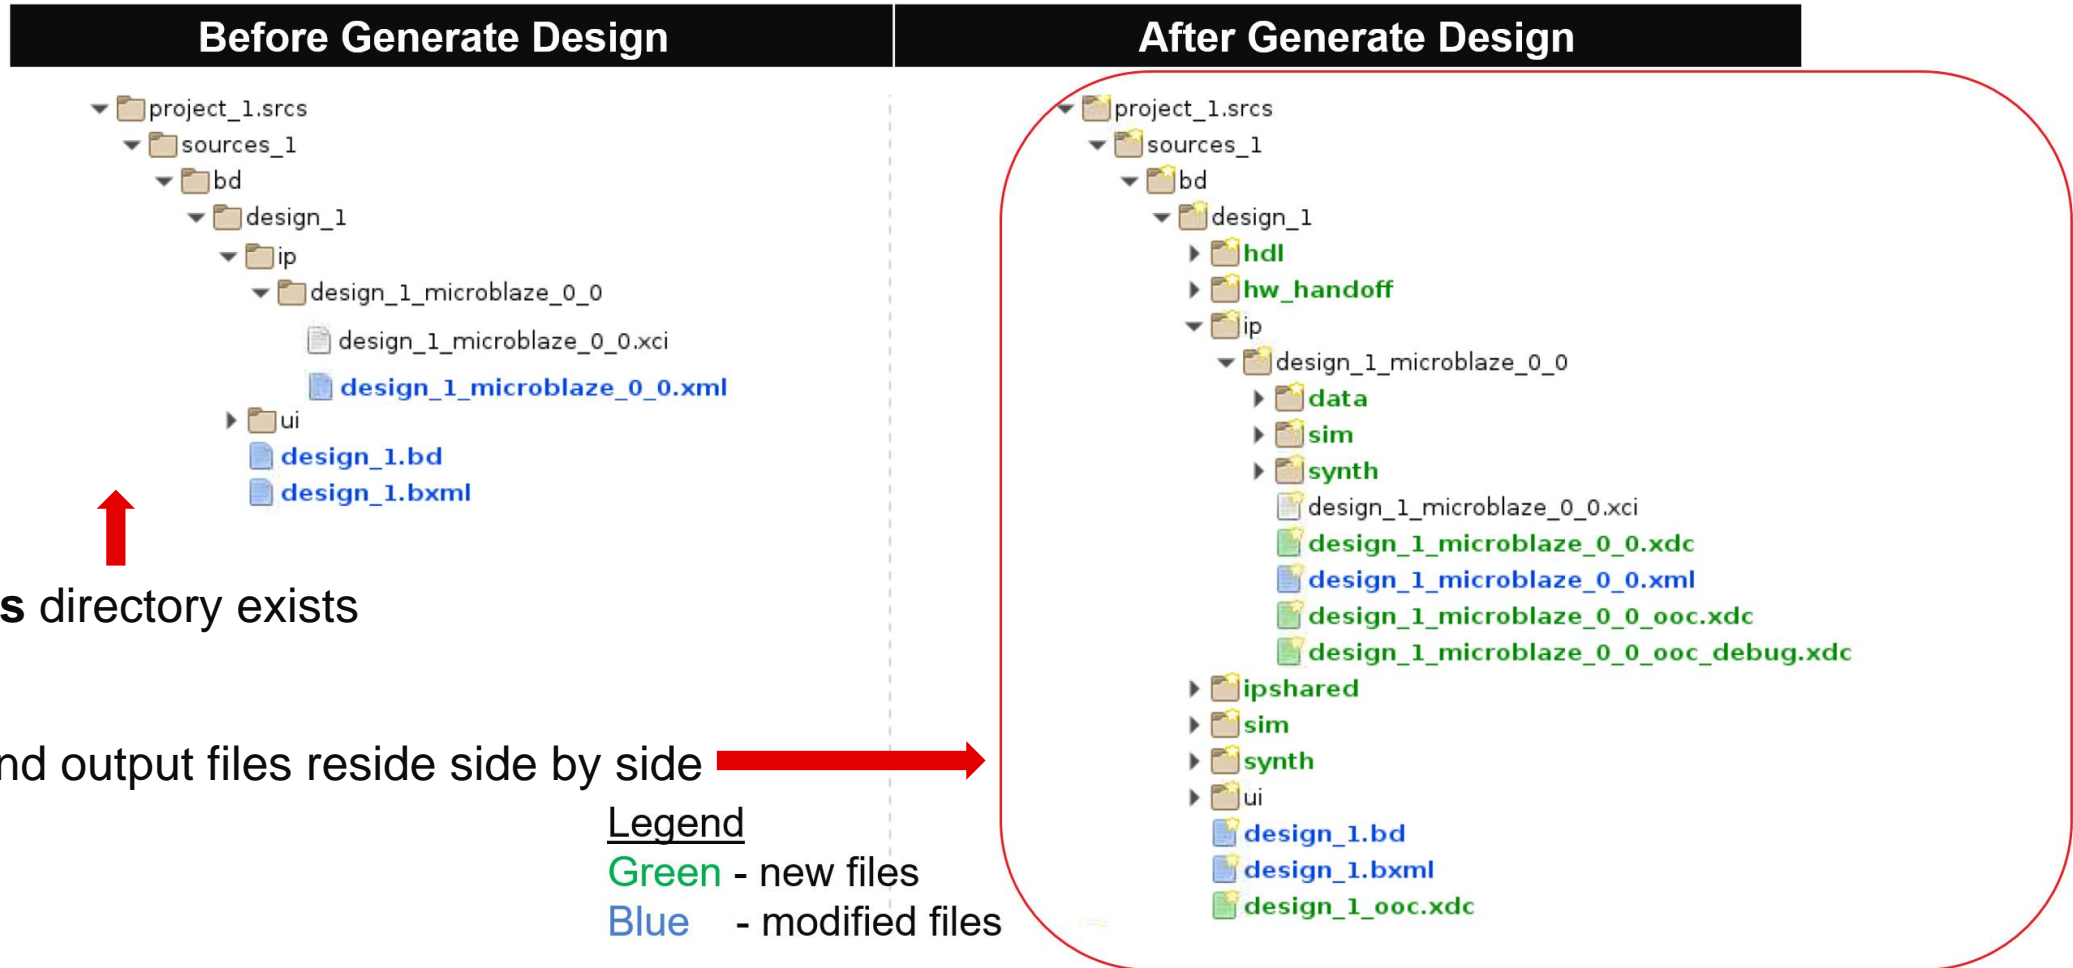 Before Generate Design
After Generate Design
project_1.srcs
sources_1
bd
design_1
ip
design_1_microblaze_0_0
design_1_microblaze_0_0.xci
design_1_microblaze_0_0.xml
ui
design_1.bd
design_1.bxml
s directory exists
nd output files reside side by side
Legend
Green - new files
Blue - modified files
project_1.srcs
sources_1
bd
design_1
hdl
hw_handoff
ip
design_1_microblaze_0_0
data
sim
synth
design_1_microblaze_0_0.xci
design_1_microblaze_0_0.xdc
design_1_microblaze_0_0.xml
design_1_microblaze_0_0_ooc.xdc
design_1_microblaze_0_0_ooc_debug.xdc
ipshared
sim
synth
ui
design_1.bd
design_1.bxml
design_1_ooc.xdc